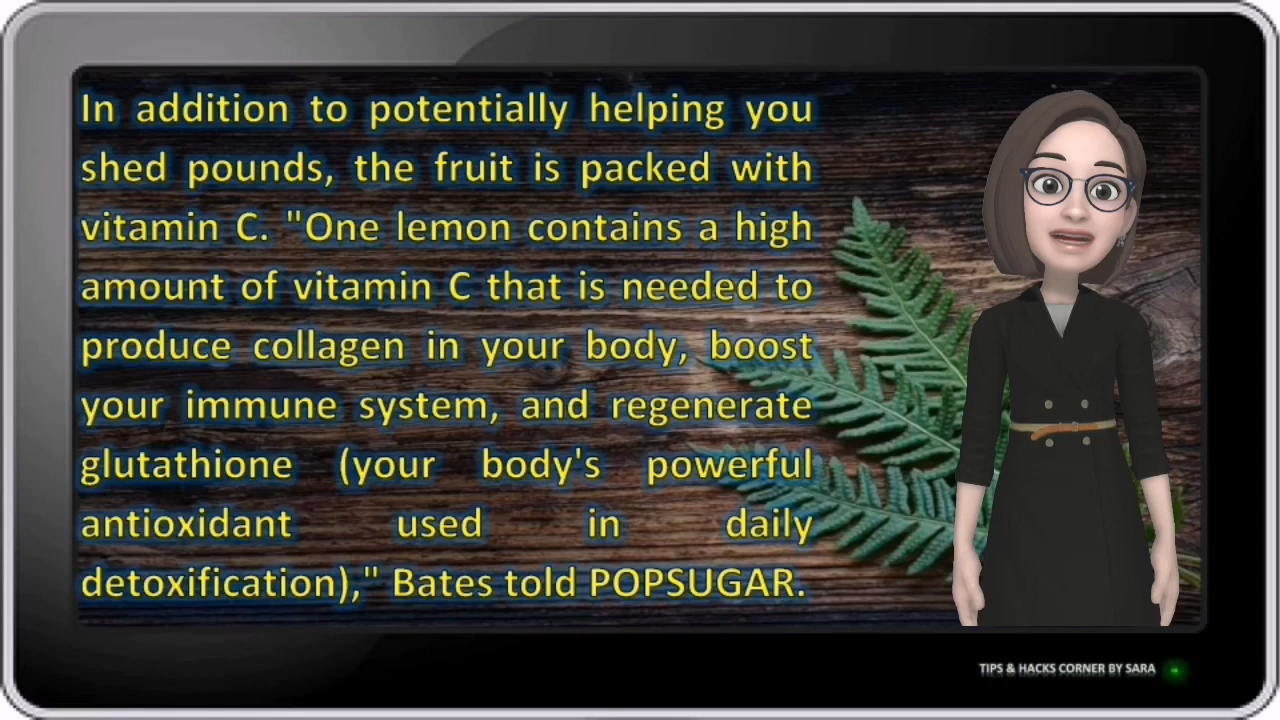 In addition to potentially helping you
shed pounds, the fruit is packed with
vitamin C. "One lemon contains a high
amount of vitamin C that is needed to
produce collagen in your body, boost
your immune system, and regenerate
glutathione (your body's powerful
antioxidant used in daily
detoxification)," Bates told POPSUGAR.
TIPS & HACKS CORNER BY SARA